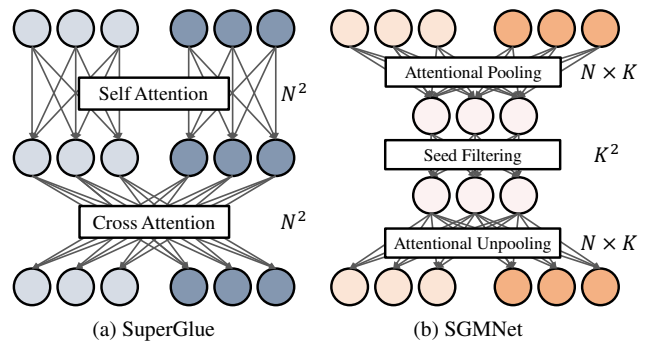 Self Attention
N²
Cross Attention
N²
(a) SuperGlue
Attentional Pooling
N × K
Seed Filtering
K²
Attentional Unpooling
N × K
(b) SGMNet